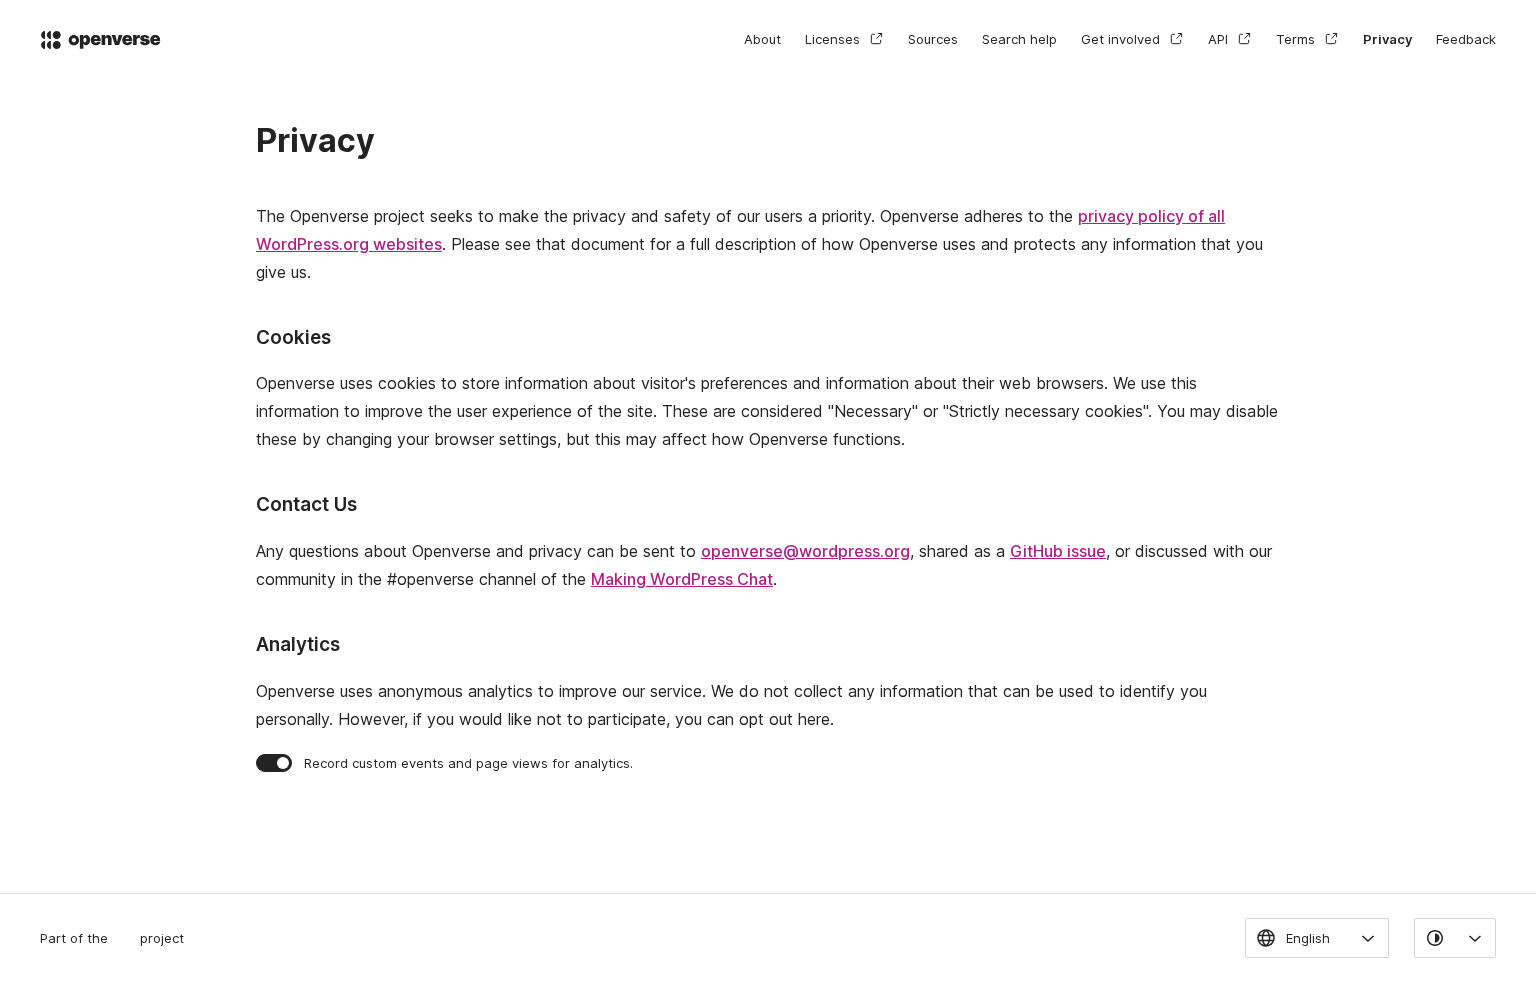 openverse
About Licenses Sources Search help Get involved API Terms Privacy Feedback
Privacy
The Openverse project seeks to make the privacy and safety of our users a priority. Openverse adheres to the privacy policy of all
WordPress.org websites. Please see that document for a full description of how Openverse uses and protects any information that you
give us.
Cookies
Openverse uses cookies to store information about visitor's preferences and information about their web browsers. We use this
information to improve the user experience of the site. These are considered "Necessary" or "Strictly necessary cookies". You may disable
these by changing your browser settings, but this may affect how Openverse functions.
Contact Us
Any questions about Openverse and privacy can be sent to openverse@wordpress.org, shared as a GitHub issue, or discussed with our
community in the #openverse channel of the Making WordPress Chat.
Analytics
Openverse uses anonymous analytics to improve our service. We do not collect any information that can be used to identify you
personally. However, if you would like not to participate, you can opt out here.
Record custom events and page views for analytics.
Part of the project
English